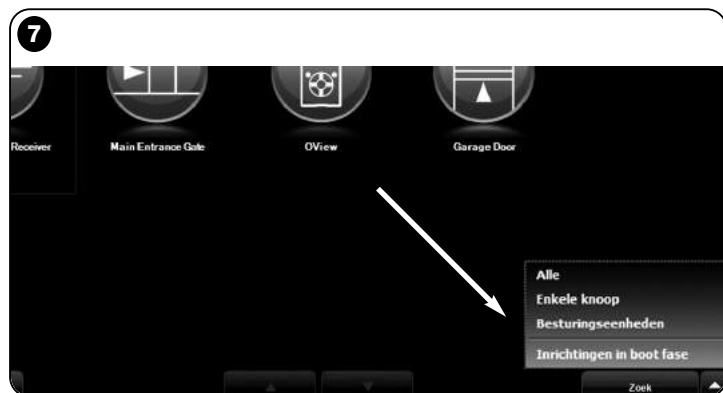 7
Receiver
Main Entrance Gate
OView
Garage Door
Alle
Enkele knoop
Besturingseenheden
Inrichtingen in boot fase
Zoek